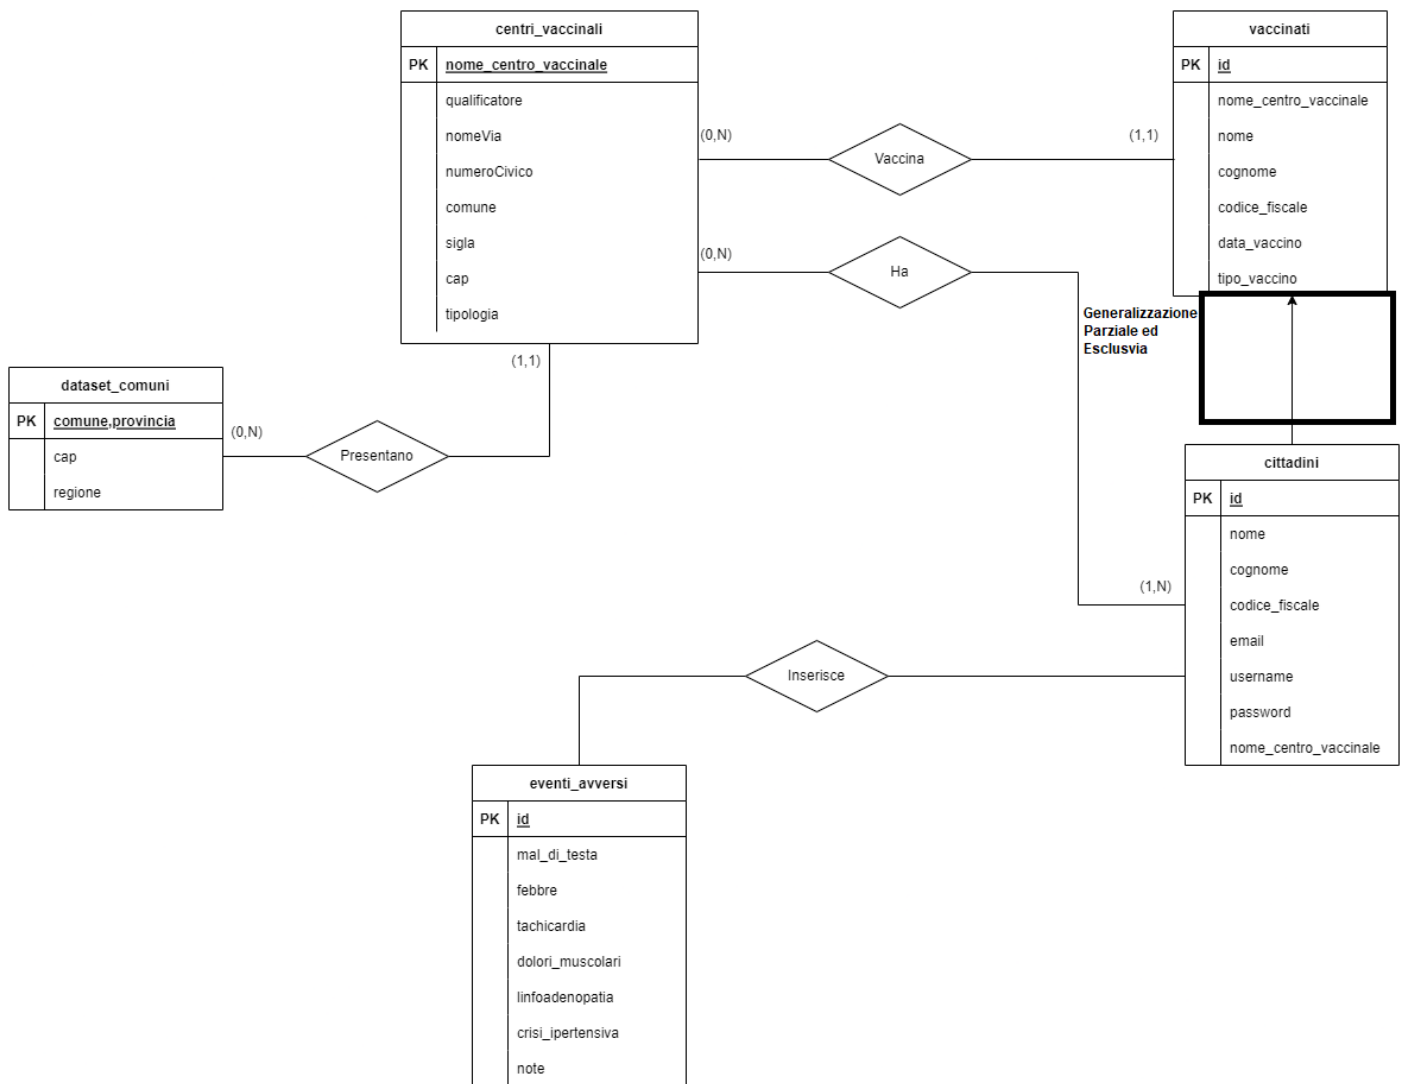 centri_vaccinali
PK nome_centro_vaccinale
qualificatore
nomeVia
numeroCivico
comune
sigla
cap
tipologia
(0,N)
Vaccina
(1,1)
(0,N)
Ha
vaccinati
PK id
nome_centro_vaccinale
nome
cognome
codice_fiscale
data_vaccino
tipo_vaccino
Generalizzazione
Parziale ed
Esclusvia
(1,1)
dataset_comuni
PK comune,provincia
cap
regione
(0,N)
Presentano
cittadini
PK id
nome
cognome
codice_fiscale
email
username
password
nome_centro_vaccinale
(1,N)
Inserisce
eventi_avversi
PK id
mal_di_testa
febbre
tachicardia
dolori_muscolari
linfoadenopatia
crisi_ipertensiva
note